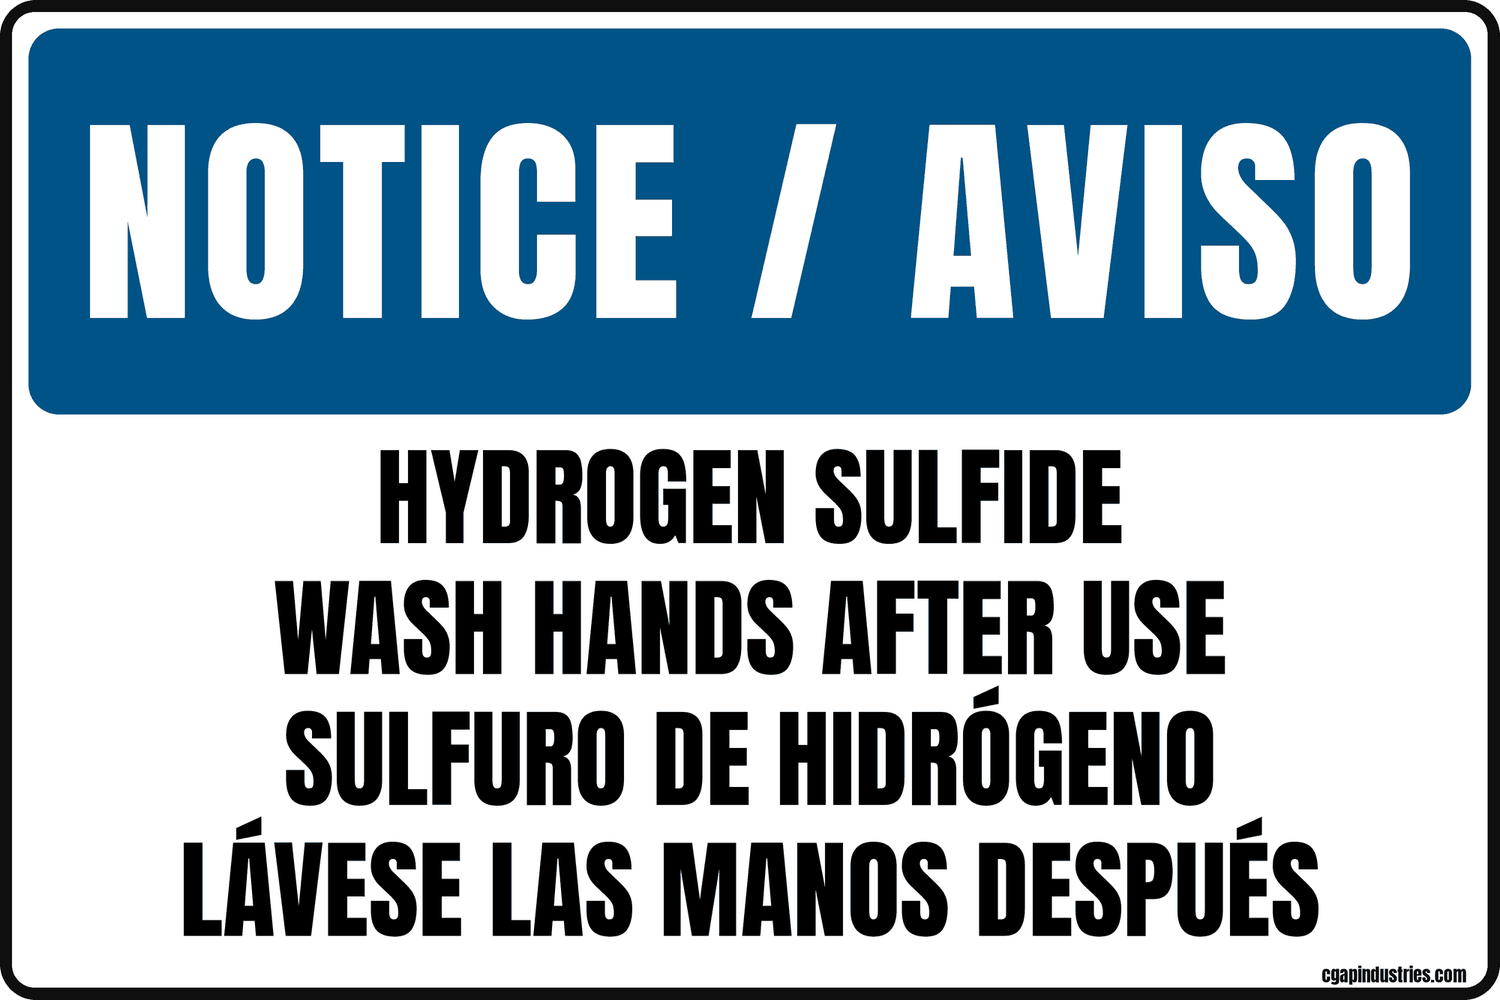 NOTICE / AVISO
HYDROGEN SULFIDE
WASH HANDS AFTER USE
SULFURO DE HIDRÓGENO
LÁVESE LAS MANOS DESPUÉS
cgapindustries.com